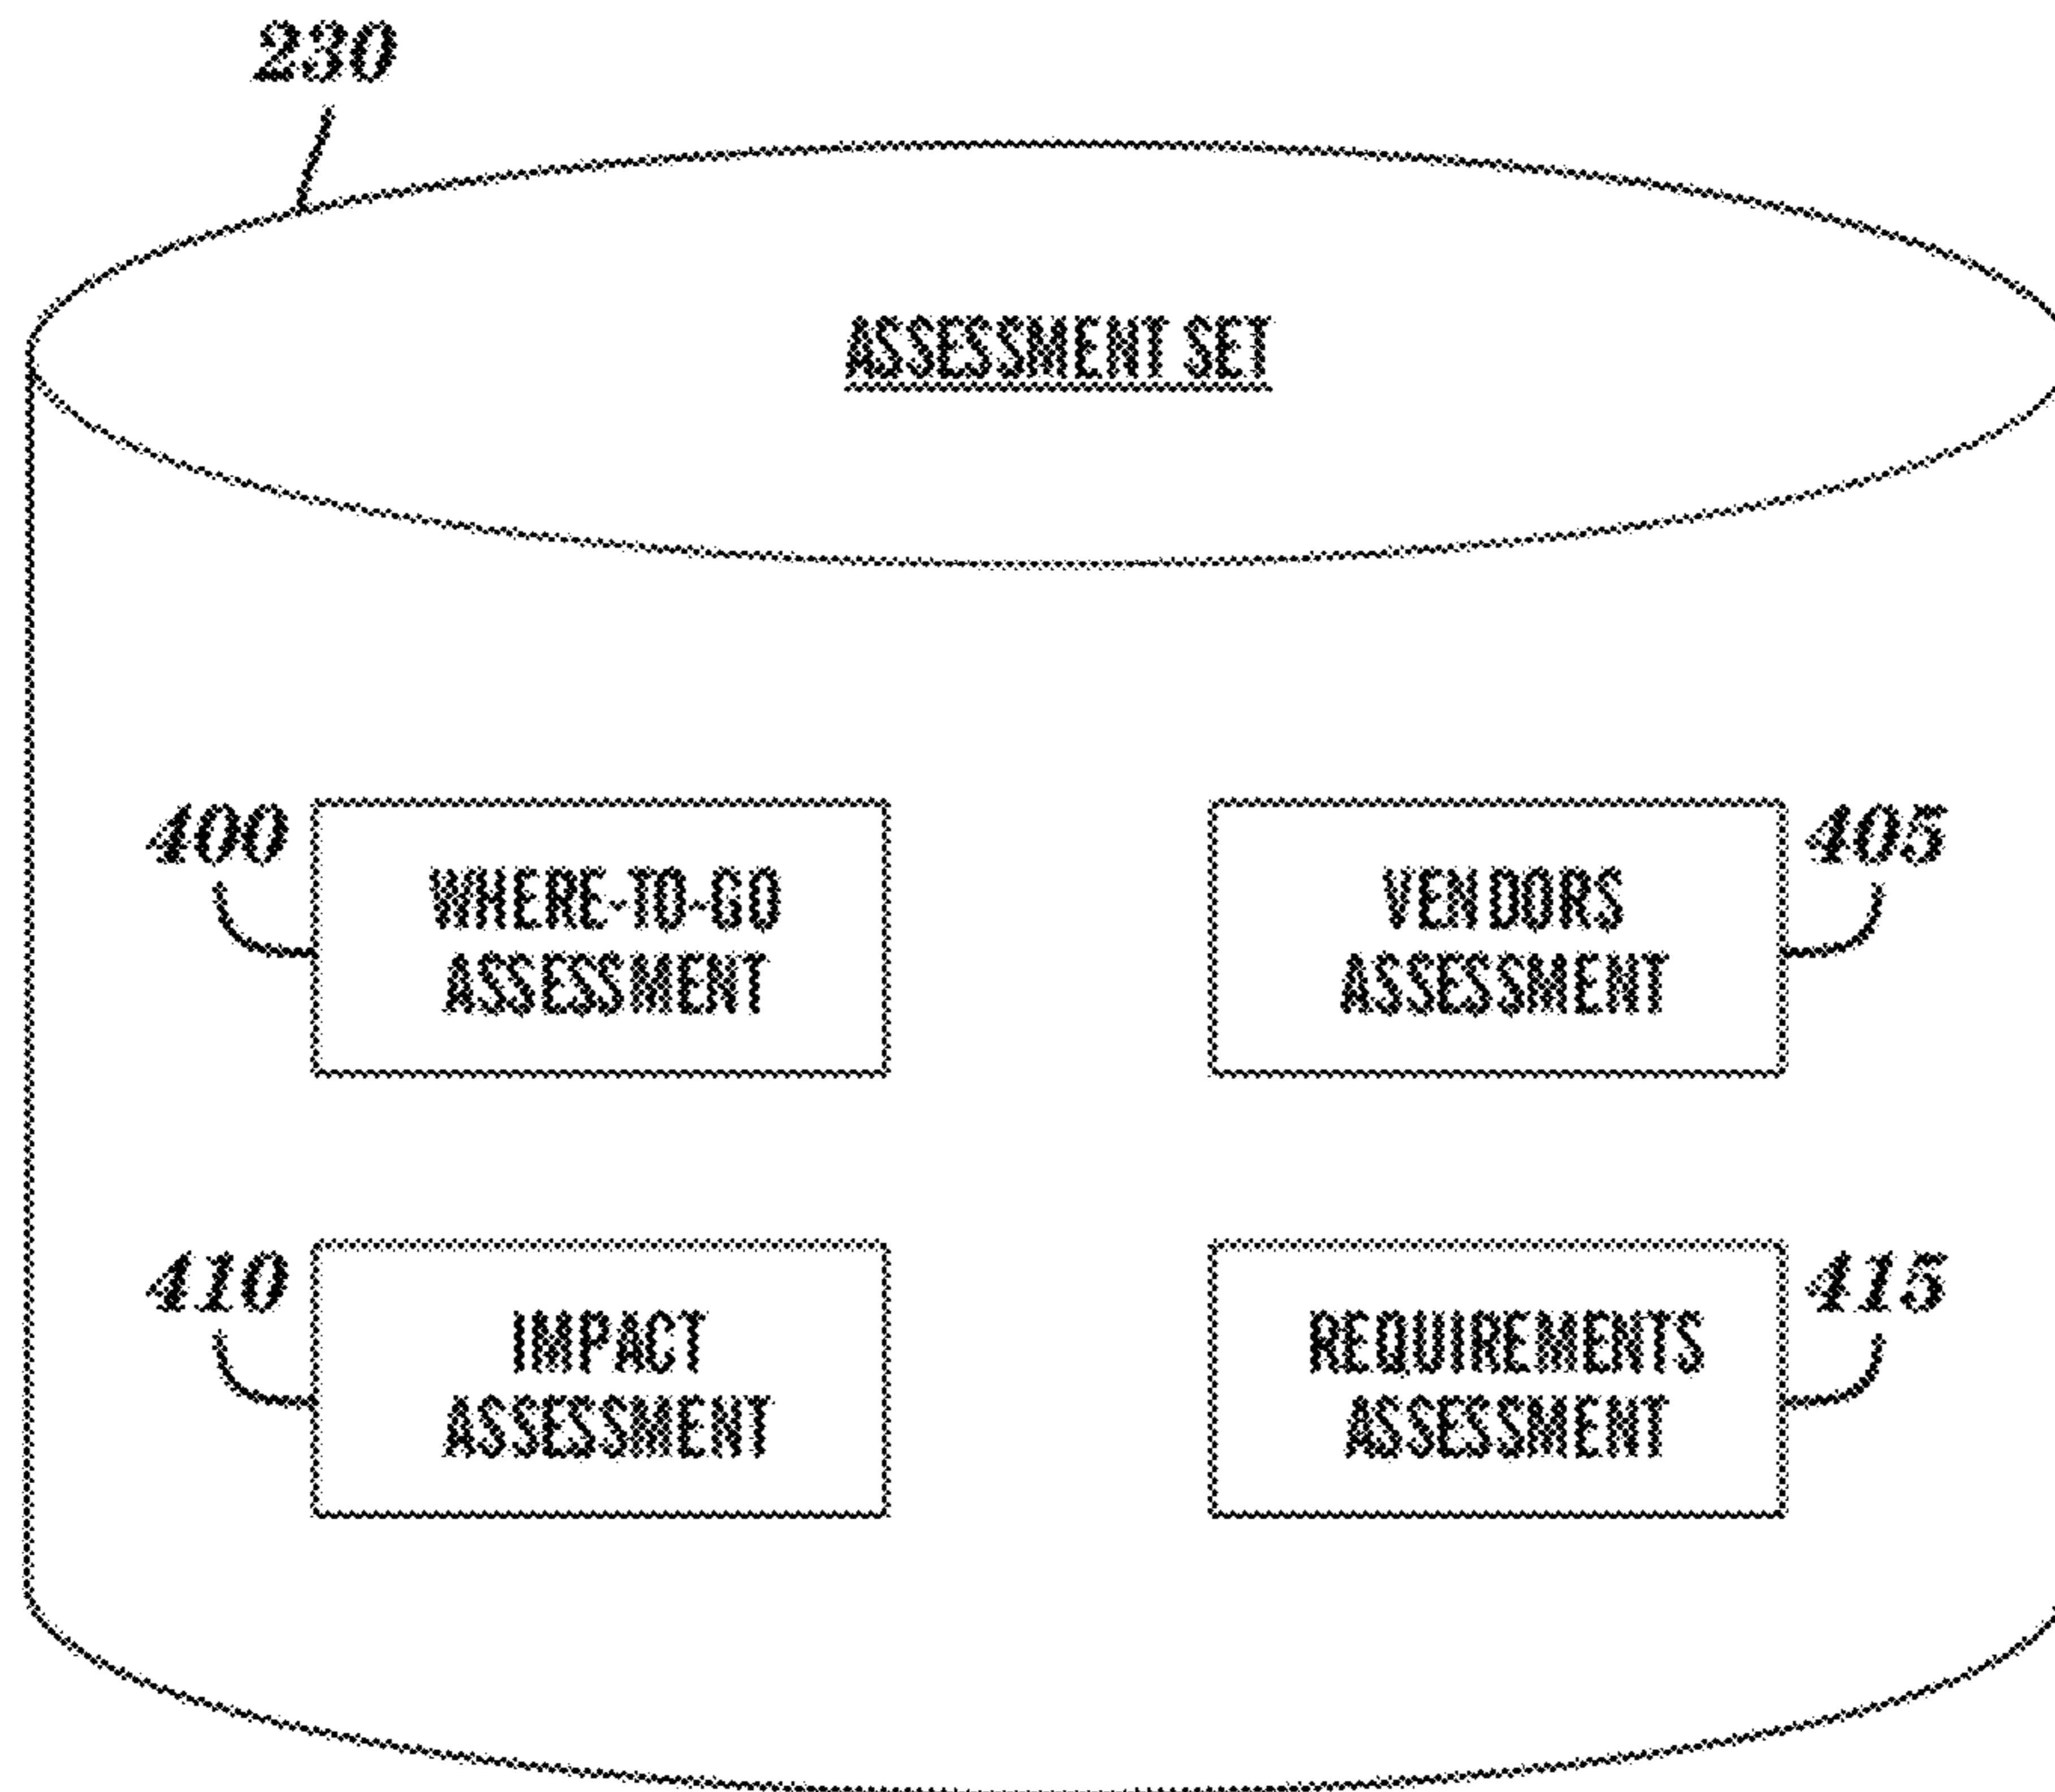 230
ASSESSMENT SET
400
WHERE-TO-GO
ASSESSMENT
405
VENDORS
ASSESSMENT
410
IMPACT
ASSESSMENT
415
REQUIREMENTS
ASSESSMENT